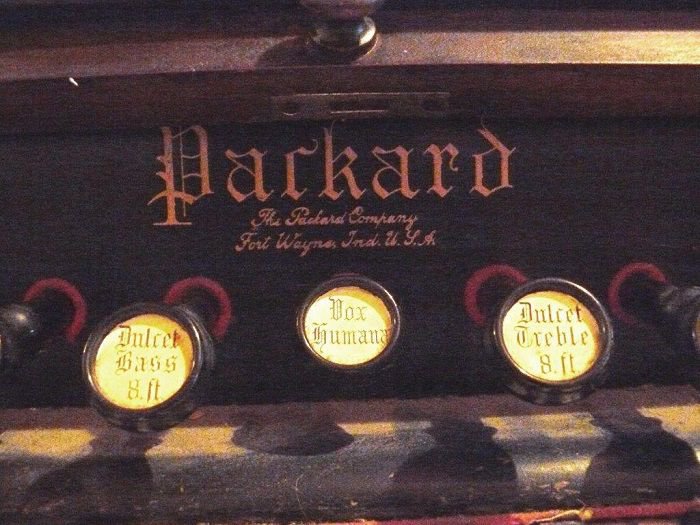 Packard
The Packard Company
Fort Wayne, Ind. U.S.A.
Dulcet
Bass
8.ft
Vox
Humana
Dulcet
Treble
8.ft